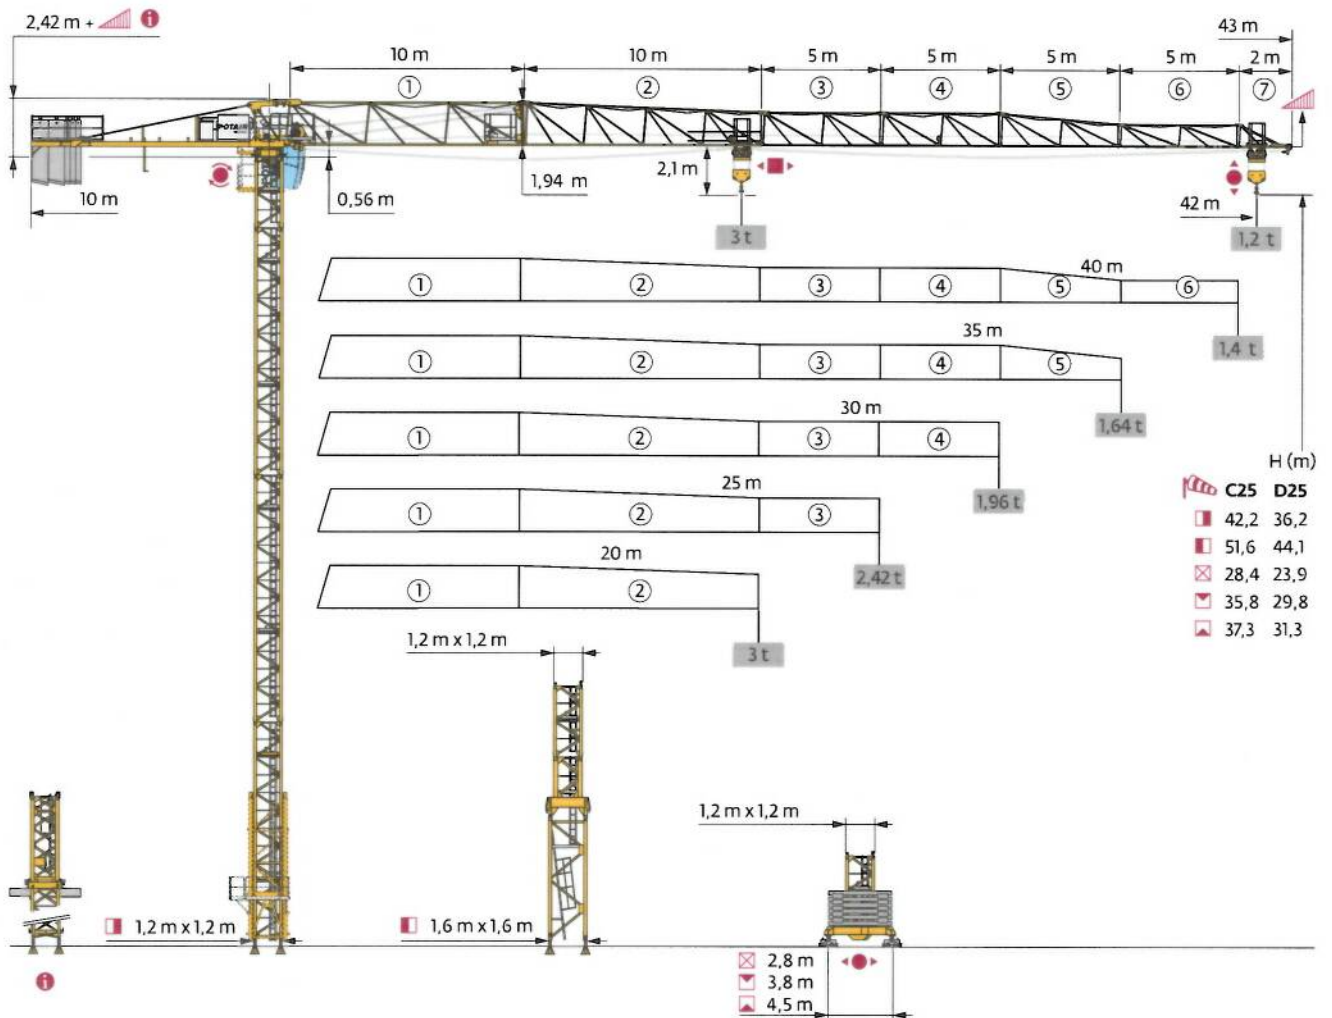 2,42 m +
43 m
10 m 10 m 5 m 5 m 5 m 5 m 2 m
① ② ③ ④ ⑤ ⑥ ⑦
2,1 m
1,94 m
10 m
0,56 m
42 m
3 t
1,2 t
40 m
① ② ③ ④ ⑤ ⑥
1,4 t
35 m
① ② ③ ④ ⑤
1,64 t
30 m
① ② ③ ④
1,96 t
25 m
① ② ③
2,42 t
20 m
① ②
3 t
H (m)
C25 D25
42,2 36,2
51,6 44,1
28,4 23,9
35,8 29,8
37,3 31,3
1,2 m x 1,2 m
1,2 m x 1,2 m
1,2 m x 1,2 m
1,6 m x 1,6 m
2,8 m
3,8 m
4,5 m